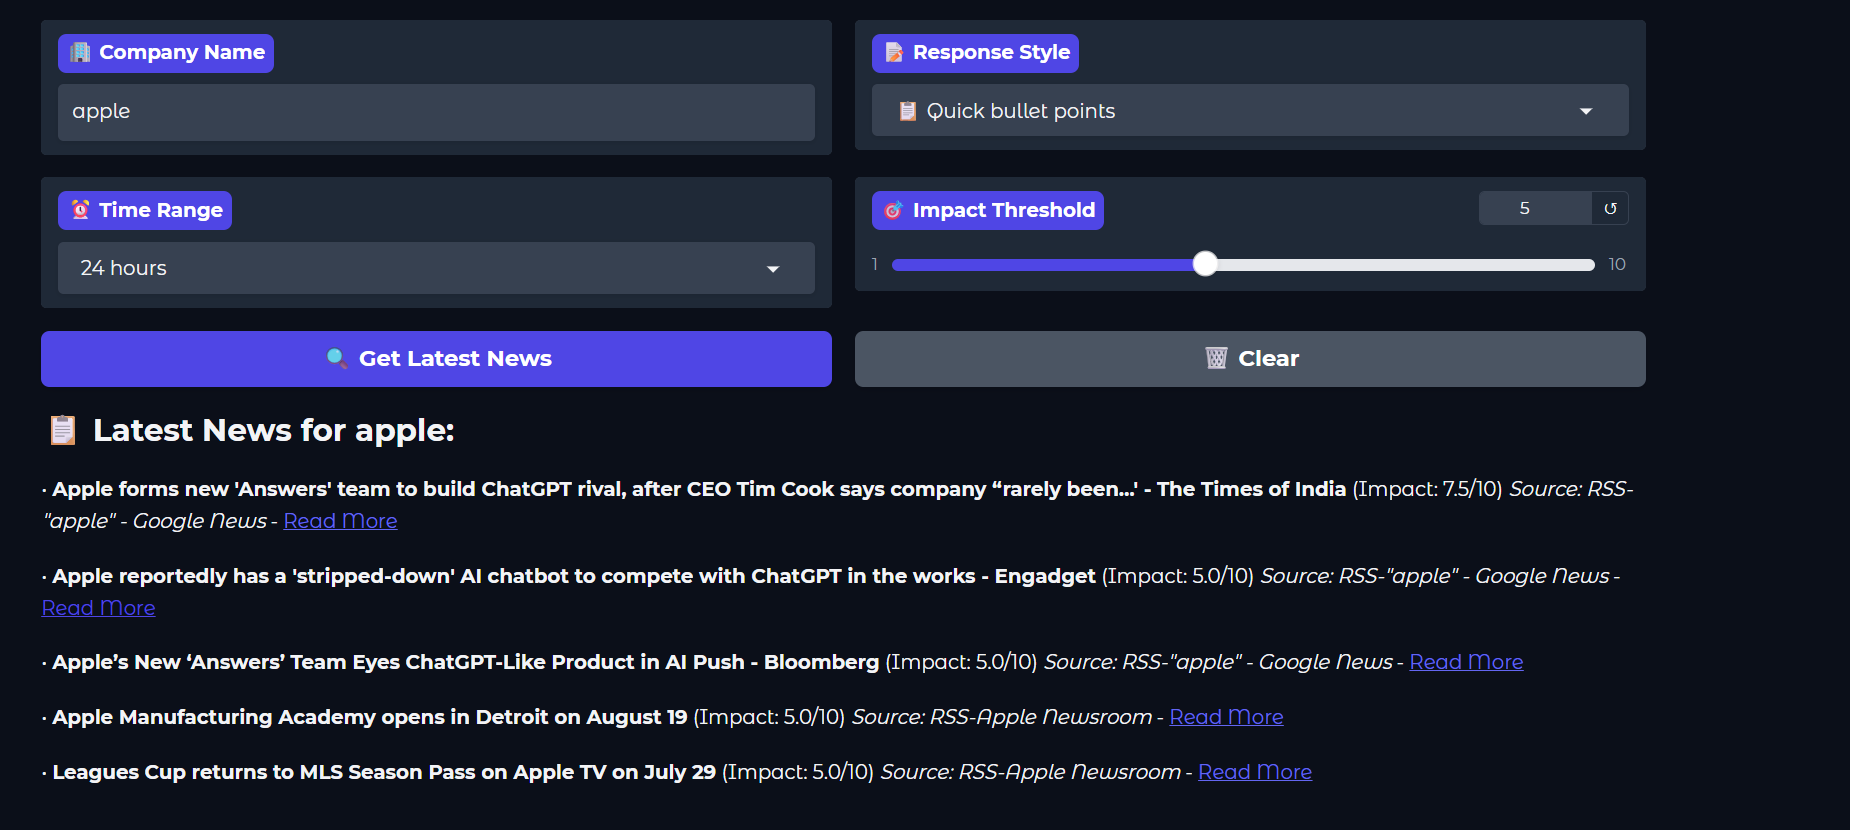 🏢 Company Name
apple
📝 Response Style
📋 Quick bullet points
⏰ Time Range
24 hours
🎯 Impact Threshold
5 ↺
1 10
🔍 Get Latest News
🗑️ Clear
📋 Latest News for apple:
· Apple forms new 'Answers' team to build ChatGPT rival, after CEO Tim Cook says company “rarely been...' - The Times of India (Impact: 7.5/10) Source: RSS-
"apple" - Google News - Read More
· Apple reportedly has a 'stripped-down' AI chatbot to compete with ChatGPT in the works - Engadget (Impact: 5.0/10) Source: RSS-"apple" - Google News -
Read More
· Apple’s New ‘Answers’ Team Eyes ChatGPT-Like Product in AI Push - Bloomberg (Impact: 5.0/10) Source: RSS-"apple" - Google News - Read More
· Apple Manufacturing Academy opens in Detroit on August 19 (Impact: 5.0/10) Source: RSS-Apple Newsroom - Read More
· Leagues Cup returns to MLS Season Pass on Apple TV on July 29 (Impact: 5.0/10) Source: RSS-Apple Newsroom - Read More